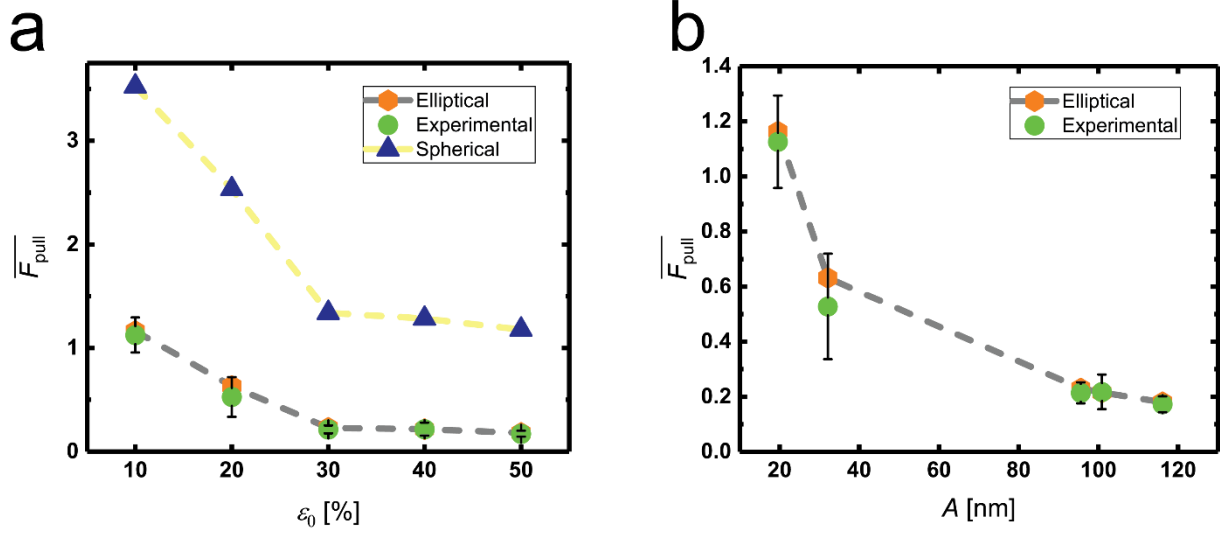 a
3
2
1
0
10 20 30 40 50
F_pull
ε_0 [%]
Elliptical
Experimental
Spherical
b
1.4
1.2
1.0
0.8
0.6
0.4
0.2
0.0
20 40 60 80 100 120
F_pull
A [nm]
Elliptical
Experimental